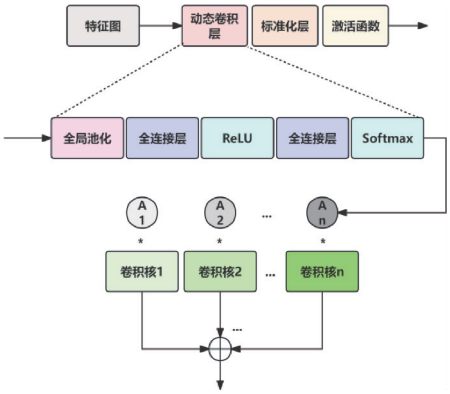 特征图
动态卷积
层
标准化层
激活函数
全局池化
全连接层
ReLU
全连接层
Softmax
A
1
A
2
...
A
n
*
*
*
卷积核1
卷积核2
...
卷积核n
...